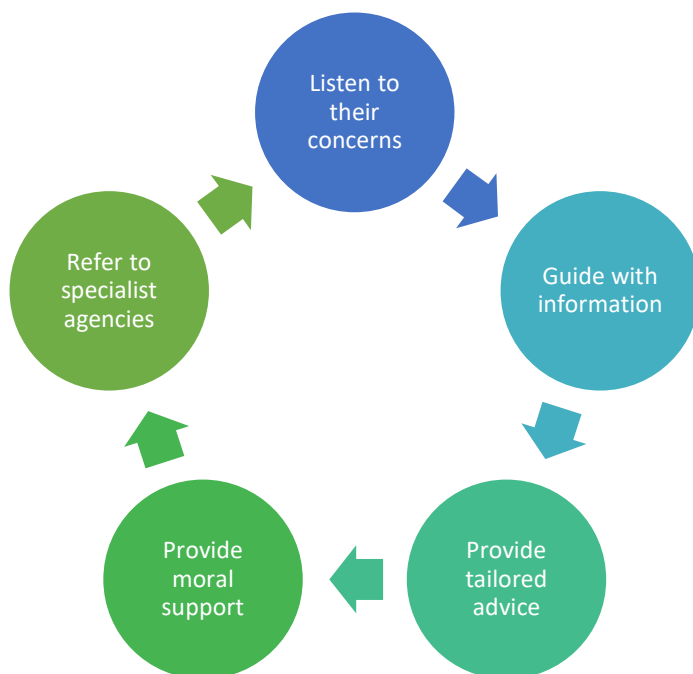 Listen to
their
concerns
Guide with
information
Provide
tailored
advice
Provide
moral
support
Refer to
specialist
agencies